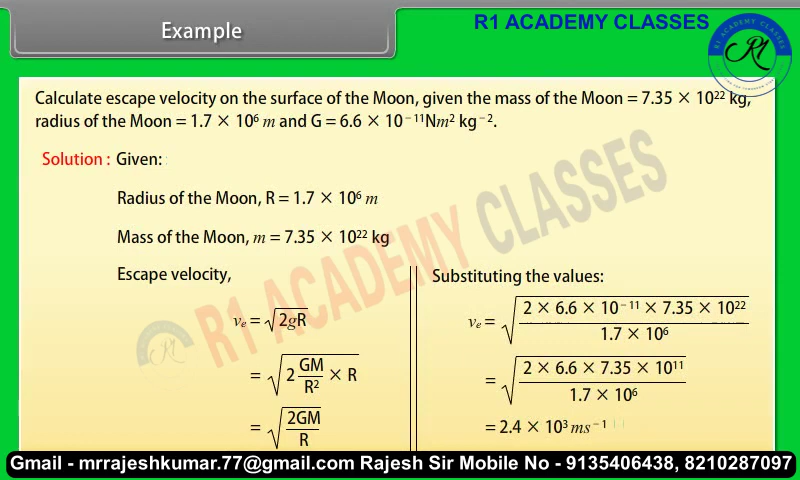 Example
R1 ACADEMY CLASSES
Calculate escape velocity on the surface of the Moon, given the mass of the Moon = 7.35 × 10²² kg,
radius of the Moon = 1.7 × 10⁶ m and G = 6.6 × 10⁻¹¹Nm² kg⁻².
Solution : Given:
Radius of the Moon, R = 1.7 × 10⁶ m
Mass of the Moon, m = 7.35 × 10²² kg
Escape velocity,
vₑ = √2gR
= √2 GM/R² × R
= √2GM/R
Substituting the values:
vₑ = √2 × 6.6 × 10⁻¹¹ × 7.35 × 10²²/1.7 × 10⁶
= √2 × 6.6 × 7.35 × 10¹¹/1.7 × 10⁶
= 2.4 × 10³ ms⁻¹
R1 ACADEMY CLASSES
Gmail - mrrajeshkumar.77@gmail.com Rajesh Sir Mobile No - 9135406438, 8210287097